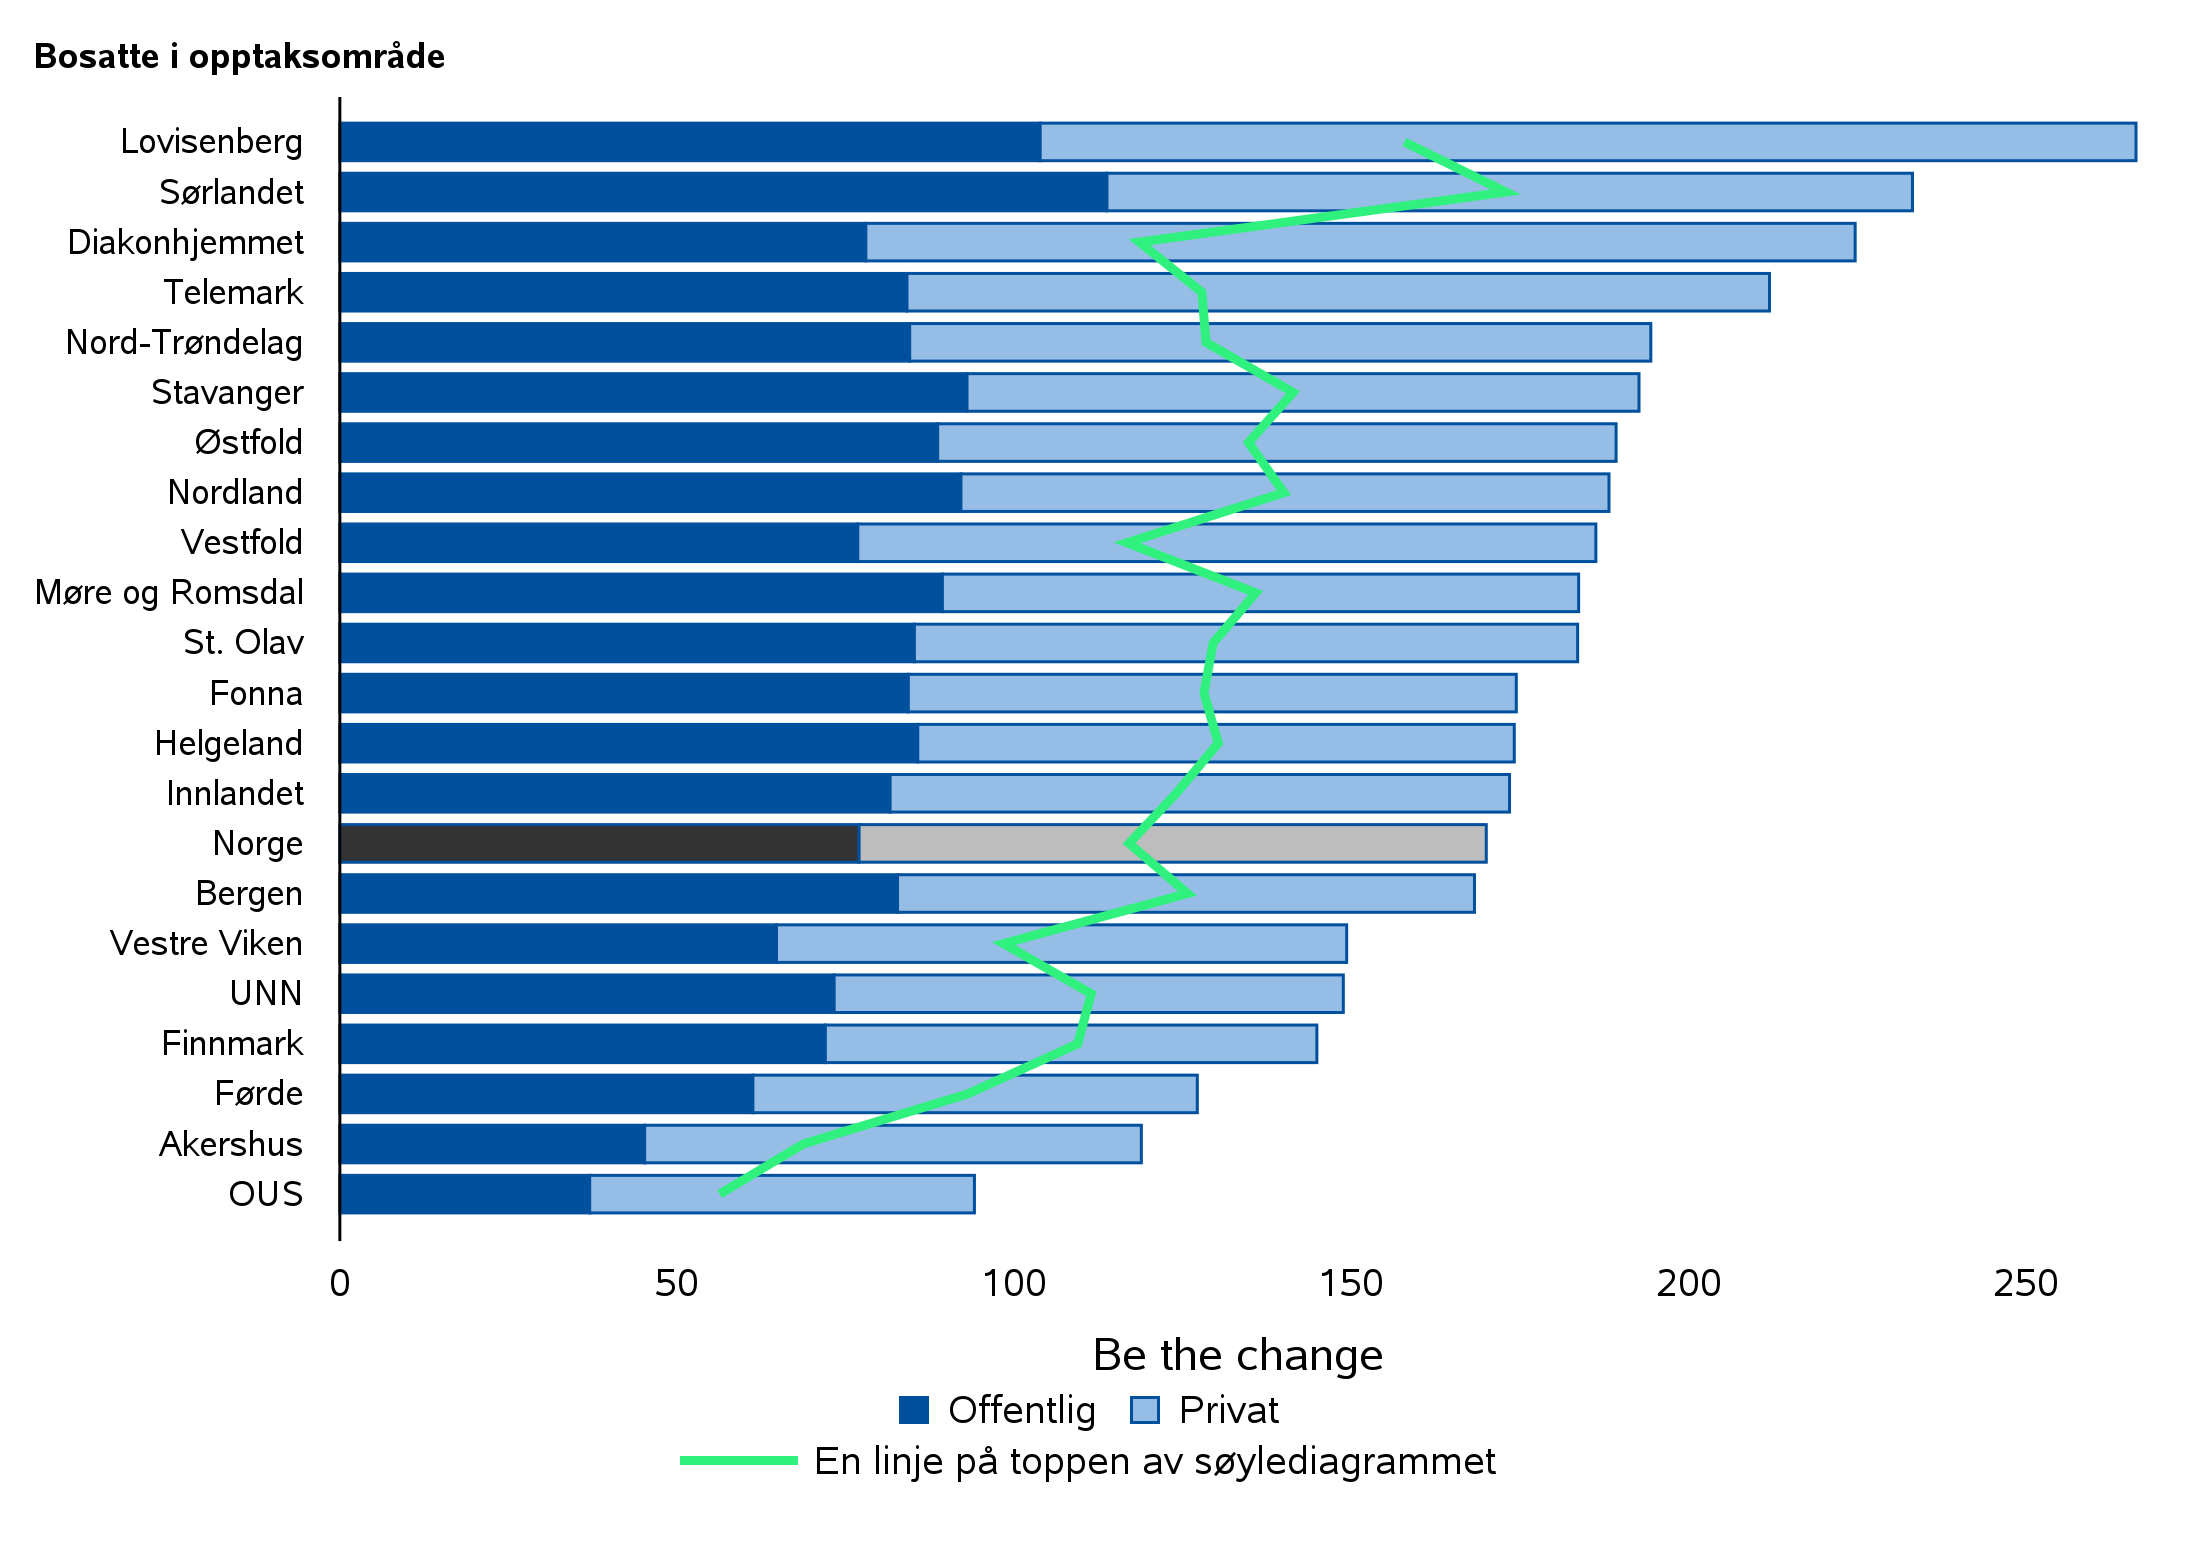 Bosatte i opptaksområde
Lovisenberg
Sørlandet
Diakonhjemmet
Telemark
Nord-Trøndelag
Stavanger
Østfold
Nordland
Vestfold
Møre og Romsdal
St. Olav
Fonna
Helgeland
Innlandet
Norge
Bergen
Vestre Viken
UNN
Finnmark
Førde
Akershus
OUS
0 50 100 150 200 250
Be the change
Offentlig Privat
En linje på toppen av søylediagrammet